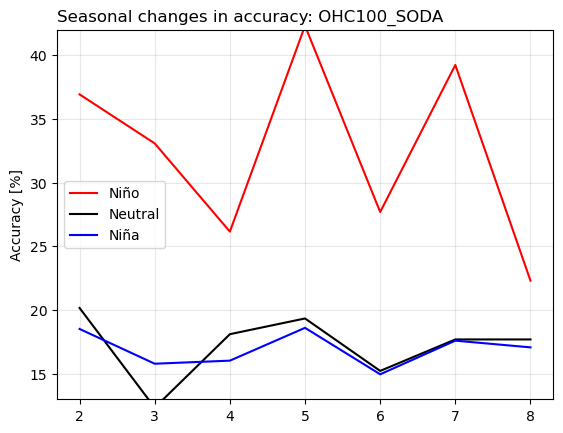 Seasonal changes in accuracy: OHC100_SODA
40
35
30
25
20
15
Accuracy [%]
Niño
Neutral
Niña
2 3 4 5 6 7 8